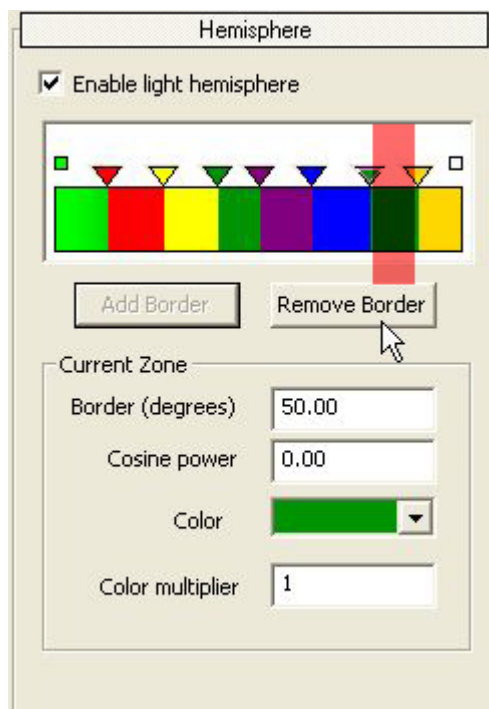 Hemisphere
Enable light hemisphere
Add Border Remove Border
Current Zone
Border (degrees) 50.00
Cosine power 0.00
Color
Color multiplier 1